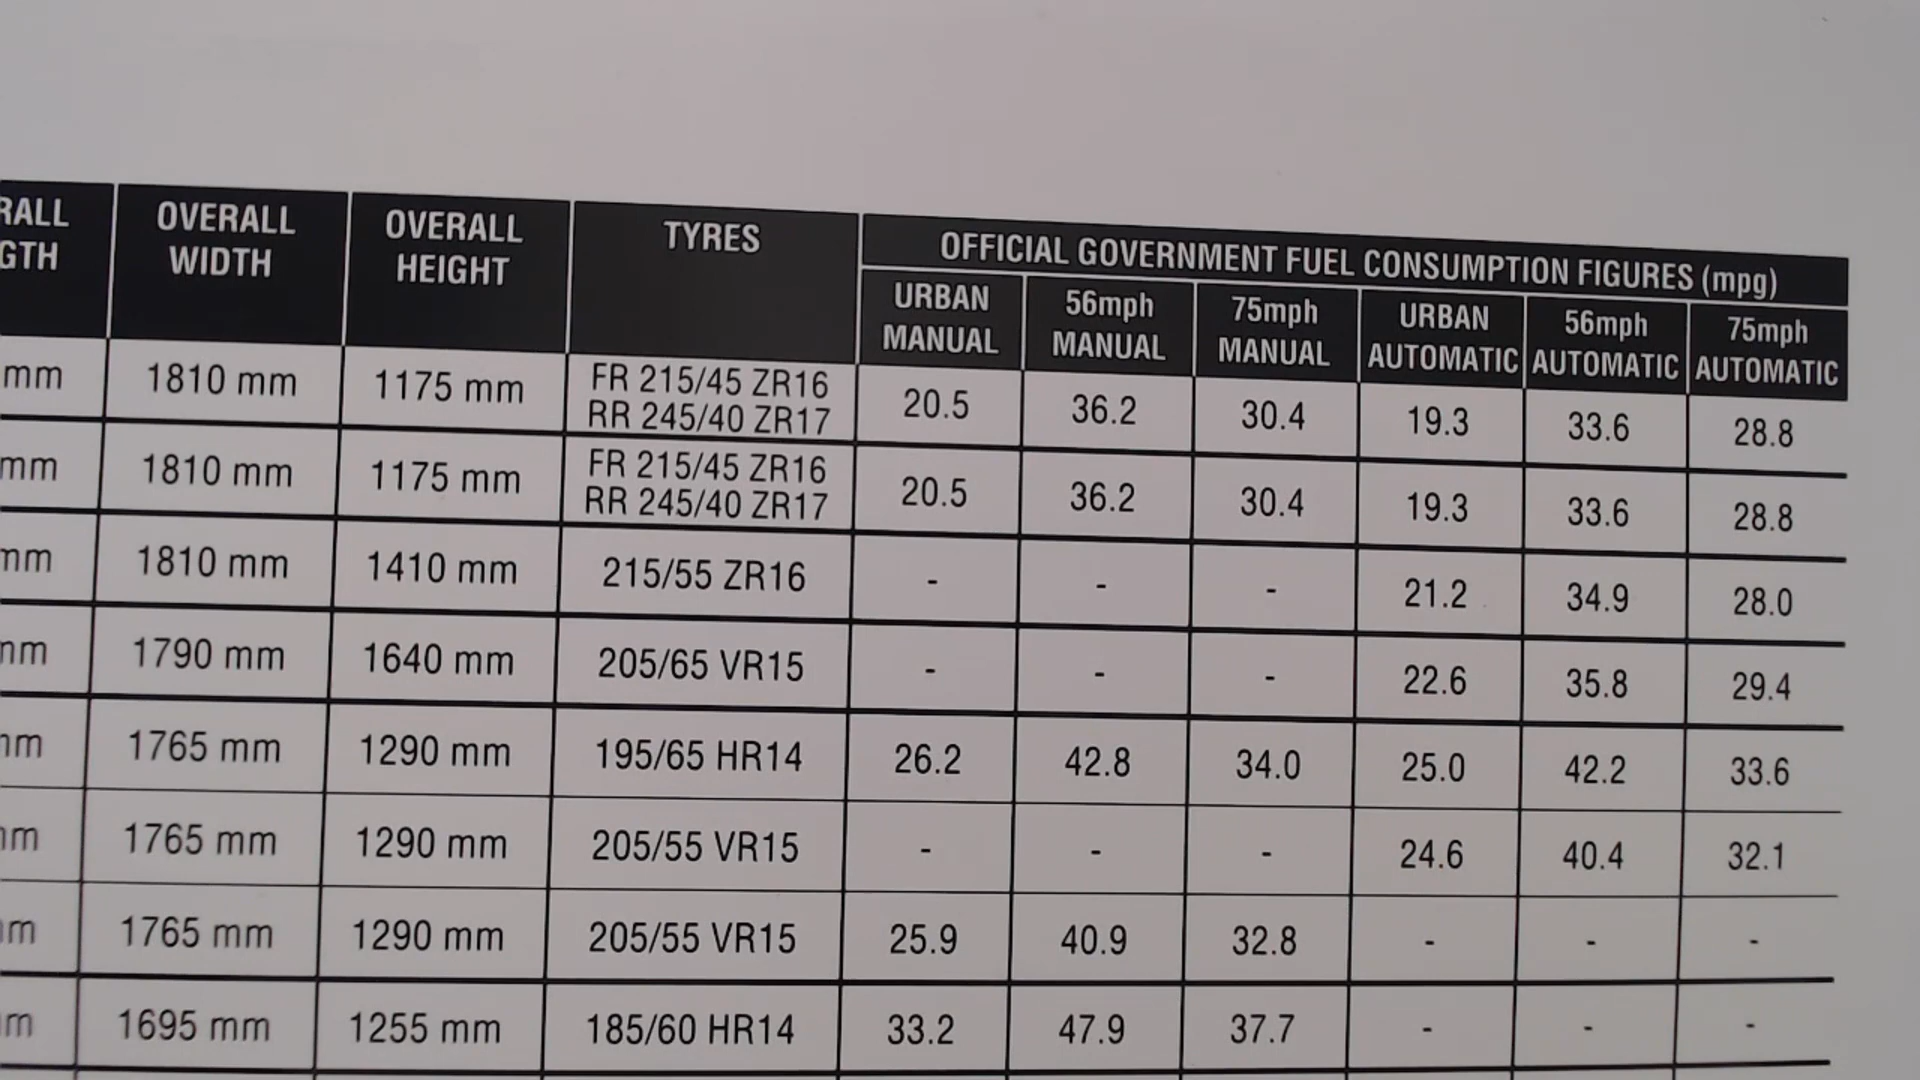 RALL
GTH
OVERALL
WIDTH
OVERALL
HEIGHT
TYRES
OFFICIAL GOVERNMENT FUEL CONSUMPTION FIGURES (mpg)
URBAN
MANUAL
56mph
MANUAL
75mph
MANUAL
URBAN
AUTOMATIC
56mph
AUTOMATIC
75mph
AUTOMATIC
mm 1810 mm 1175 mm FR 215/45 ZR16
RR 245/40 ZR17 20.5 36.2 30.4 19.3 33.6 28.8
mm 1810 mm 1175 mm FR 215/45 ZR16
RR 245/40 ZR17 20.5 36.2 30.4 19.3 33.6 28.8
mm 1810 mm 1410 mm 215/55 ZR16 - - - 21.2 34.9 28.0
mm 1790 mm 1640 mm 205/65 VR15 - - - 22.6 35.8 29.4
mm 1765 mm 1290 mm 195/65 HR14 26.2 42.8 34.0 25.0 42.2 33.6
mm 1765 mm 1290 mm 205/55 VR15 - - - 24.6 40.4 32.1
m 1765 mm 1290 mm 205/55 VR15 25.9 40.9 32.8 - - -
m 1695 mm 1255 mm 185/60 HR14 33.2 47.9 37.7 - - -